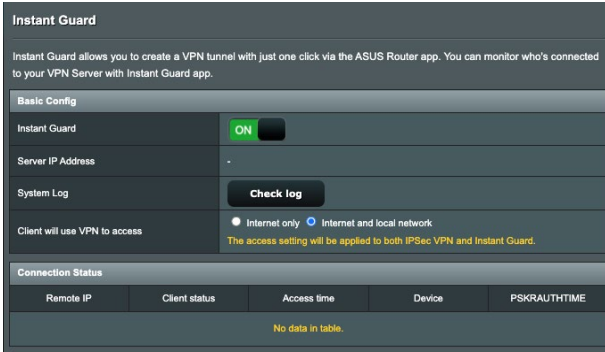 Instant Guard
Instant Guard allows you to create a VPN tunnel with just one click via the ASUS Router app. You can monitor who's connected
to your VPN Server with Instant Guard app.
Basic Config
Instant Guard
ON
Server IP Address
-
System Log
Check log
Client will use VPN to access
Internet only Internet and local network
The access setting will be applied to both IPSec VPN and Instant Guard.
Connection Status
Remote IP Client status Access time Device PSKRAUTHTIME
No data in table.